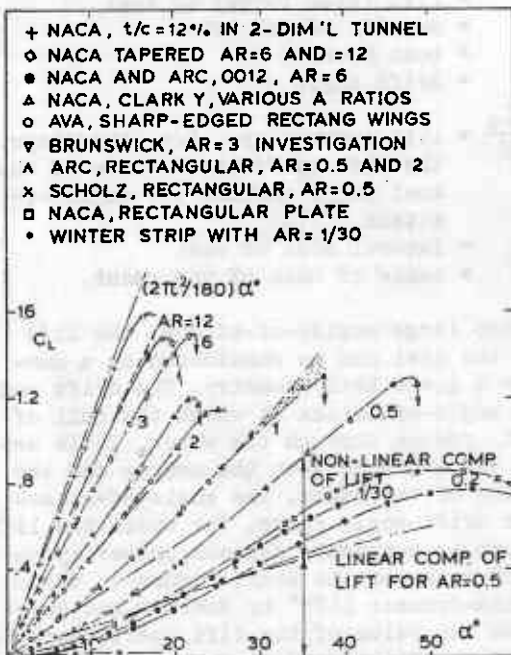 + NACA, t/c=12% IN 2-DIM'L TUNNEL
◇ NACA TAPERED AR=6 AND =12
• NACA AND ARC, 0012, AR=6
▵ NACA, CLARK Y, VARIOUS A RATIOS
○ AVA, SHARP-EDGED RECTANG WINGS
▽ BRUNSWICK, AR=3 INVESTIGATION
▵ ARC, RECTANGULAR, AR=0.5 AND 2
× SCHOLZ, RECTANGULAR, AR=0.5
□ NACA, RECTANGULAR PLATE
• WINTER STRIP WITH AR= 1/30
(2π²/180)α°
1.6
AR=12
6
C_L
1.2
3
2
1
0.5
.8
NON-LINEAR COMP.
OF LIFT
1/30
0.2
.4
LINEAR COMP. OF
LIFT FOR AR=0.5
10
20
30
40
50
α°